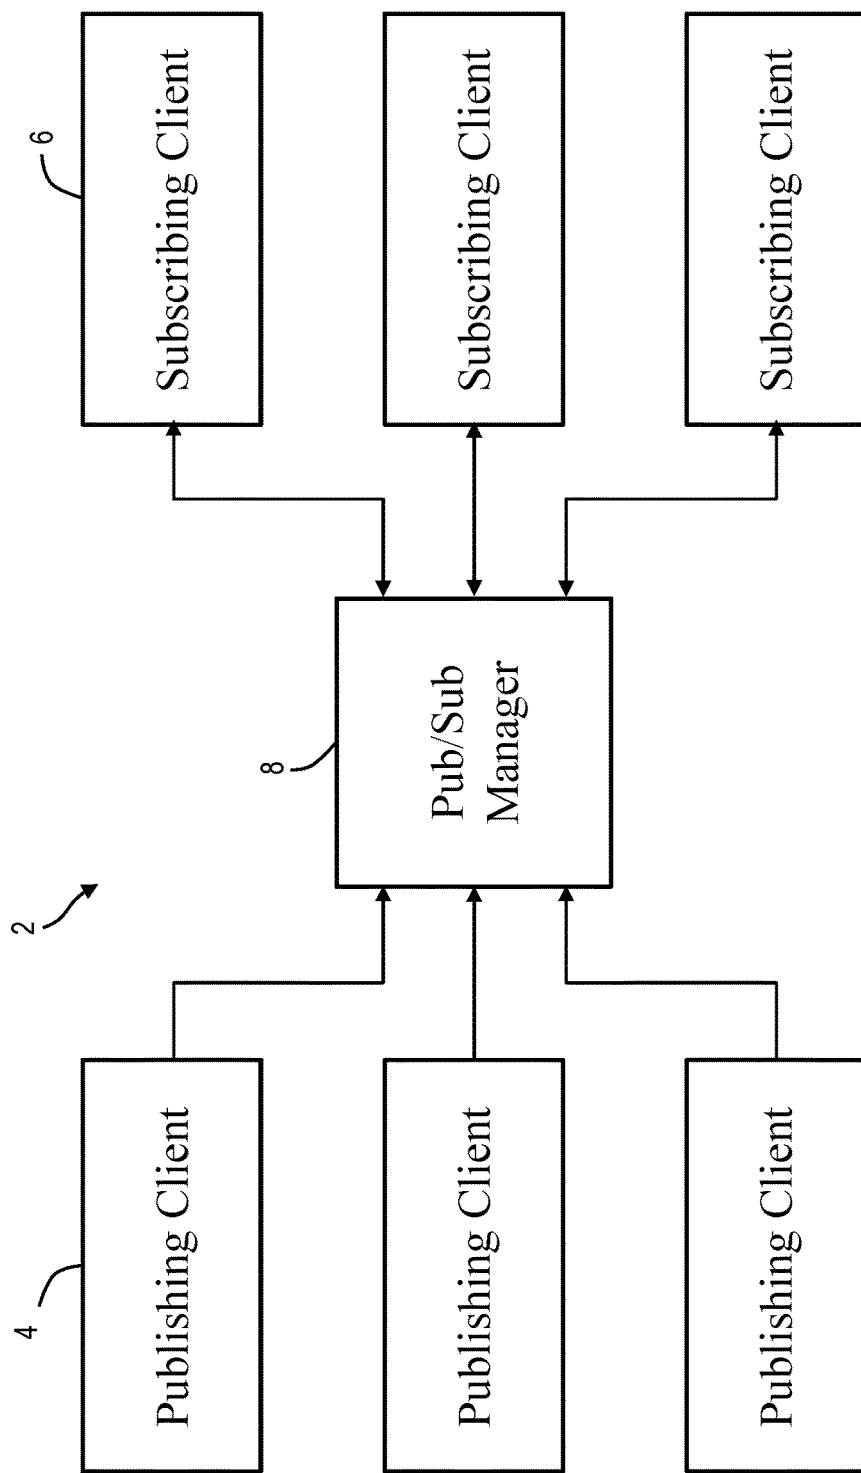 2
4
Publishing Client
8
Pub/Sub
Manager
6
Subscribing Client
Publishing Client
Subscribing Client
Publishing Client
Subscribing Client